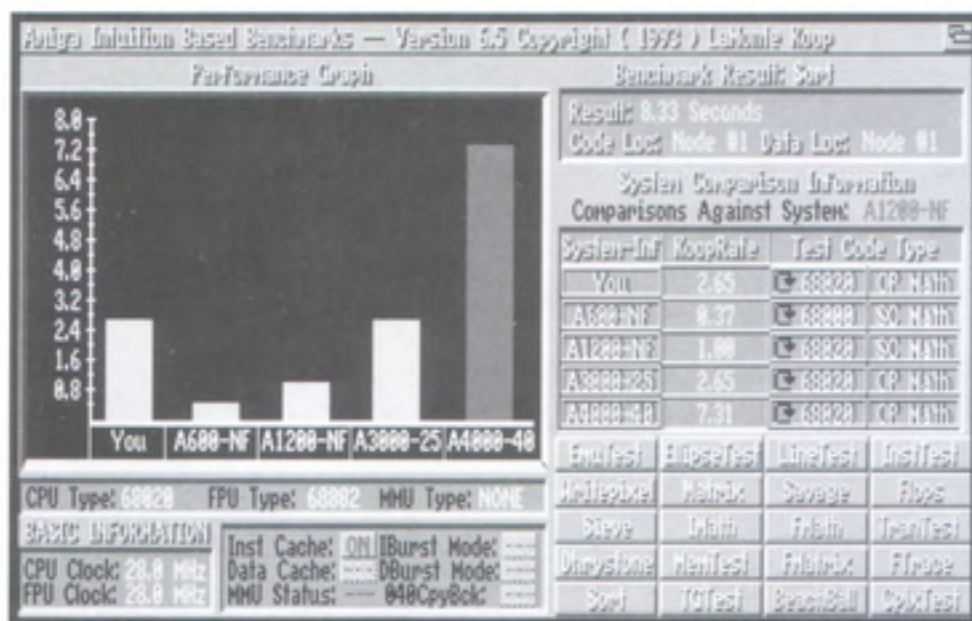 Amiga Intuition Based Benchmarks — Version 6.5 Copyright ( 1993 ) LaMonte Koop
Performance Graph
8.0
7.2
6.4
5.6
4.8
4.0
3.2
2.4
1.6
0.8
You A600-NF A1200-NF A3000-25 A4000-40
CPU Type: 68020 FPU Type: 68882 MMU Type: NONE
BASIC INFORMATION
CPU Clock: 28.0 MHz
FPU Clock: 28.0 MHz
Inst Cache: ON IBurst Mode: ---
Data Cache: --- DBurst Mode: ---
MMU Status: --- 040CpyBck: ---
Benchmark Result: Sort
Result: 8.33 Seconds
Code Loc: Node #1 Data Loc: Node #1
System Comparison Information
Comparisons Against System: A1200-NF
System-Inf KoopRate Test Code Type
You 2.65 68020 CP Math
A600-NF 0.37 68000 SC Math
A1200-NF 1.00 68020 SC Math
A3000-25 2.65 68020 CP Math
A4000-40 7.31 68020 CP Math
EmuTest EllipseTest LineTest InstTest
Writepixel Matrix Savage Flops
Sieve IMath FMath TranTest
Dhrystone MemTest FMatrix FTrace
Sort TGTest BeachBall CplxTest